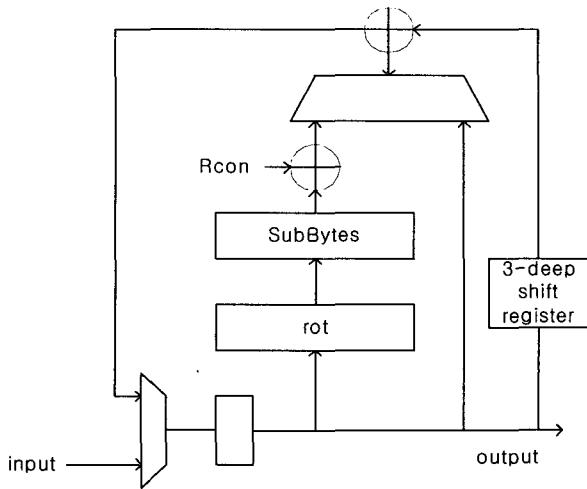 Rcon
SubBytes
3-deep
shift
register
rot
input
output